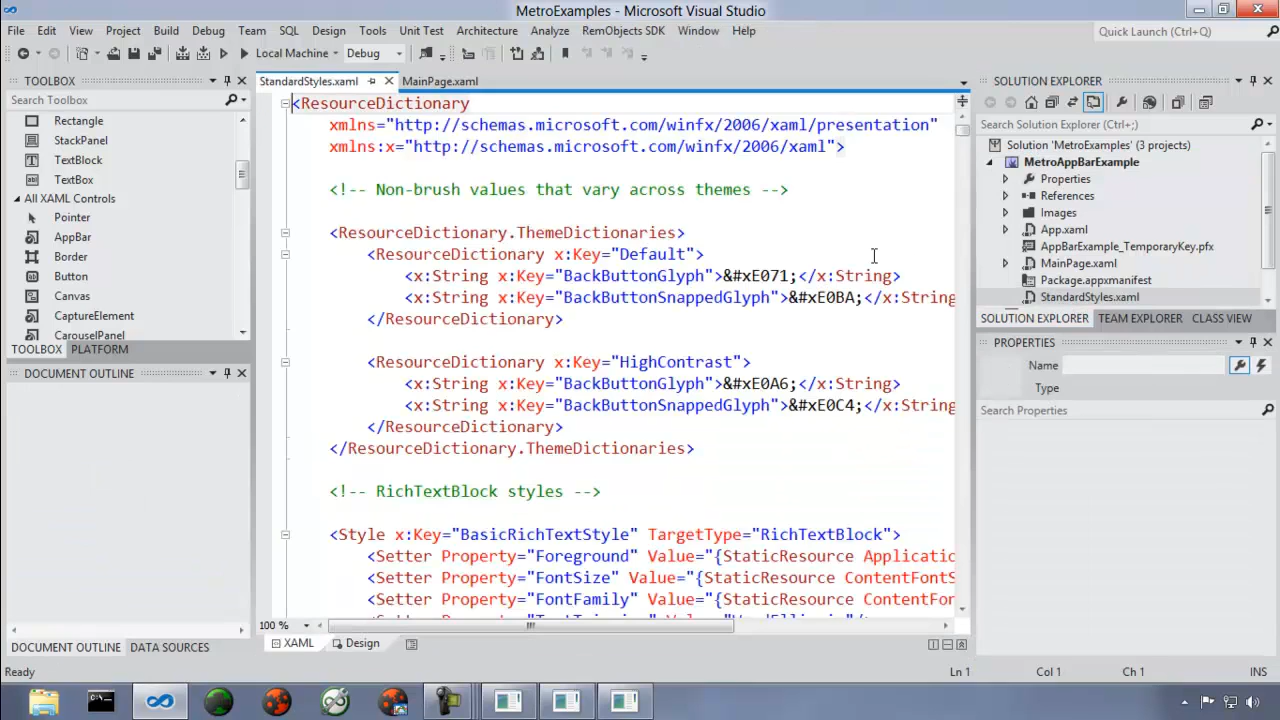 MetroExamples - Microsoft Visual Studio
File Edit View Project Build Debug Team SQL Design Tools Unit Test Architecture Analyze RemObjects SDK Window Help
Quick Launch (Ctrl+Q)
Local Machine Debug
TOOLBOX
Search Toolbox
Rectangle
StackPanel
TextBlock
TextBox
All XAML Controls
Pointer
AppBar
Border
Button
Canvas
CaptureElement
CarouselPanel
TOOLBOX PLATFORM
DOCUMENT OUTLINE
DOCUMENT OUTLINE DATA SOURCES
StandardStyles.xaml MainPage.xaml
<ResourceDictionary
xmlns="http://schemas.microsoft.com/winfx/2006/xaml/presentation"
xmlns:x="http://schemas.microsoft.com/winfx/2006/xaml">
<!-- Non-brush values that vary across themes -->
<ResourceDictionary.ThemeDictionaries>
<ResourceDictionary x:Key="Default">
<x:String x:Key="BackButtonGlyph">&#xE071;</x:String>
<x:String x:Key="BackButtonSnappedGlyph">&#xE0BA;</x:String
</ResourceDictionary>
<ResourceDictionary x:Key="HighContrast">
<x:String x:Key="BackButtonGlyph">&#xE0A6;</x:String>
<x:String x:Key="BackButtonSnappedGlyph">&#xE0C4;</x:String
</ResourceDictionary>
</ResourceDictionary.ThemeDictionaries>
<!-- RichTextBlock styles -->
<Style x:Key="BasicRichTextStyle" TargetType="RichTextBlock">
<Setter Property="Foreground" Value="{StaticResource Applicatio
<Setter Property="FontSize" Value="{StaticResource ContentFontS
<Setter Property="FontFamily" Value="{StaticResource ContentFon
100 %
XAML Design
SOLUTION EXPLORER
Search Solution Explorer (Ctrl+;)
Solution 'MetroExamples' (3 projects)
MetroAppBarExample
Properties
References
Images
App.xaml
AppBarExample_TemporaryKey.pfx
MainPage.xaml
Package.appxmanifest
StandardStyles.xaml
SOLUTION EXPLORER TEAM EXPLORER CLASS VIEW
PROPERTIES
Name
Type
Search Properties
Ready Ln 1 Col 1 Ch 1 INS